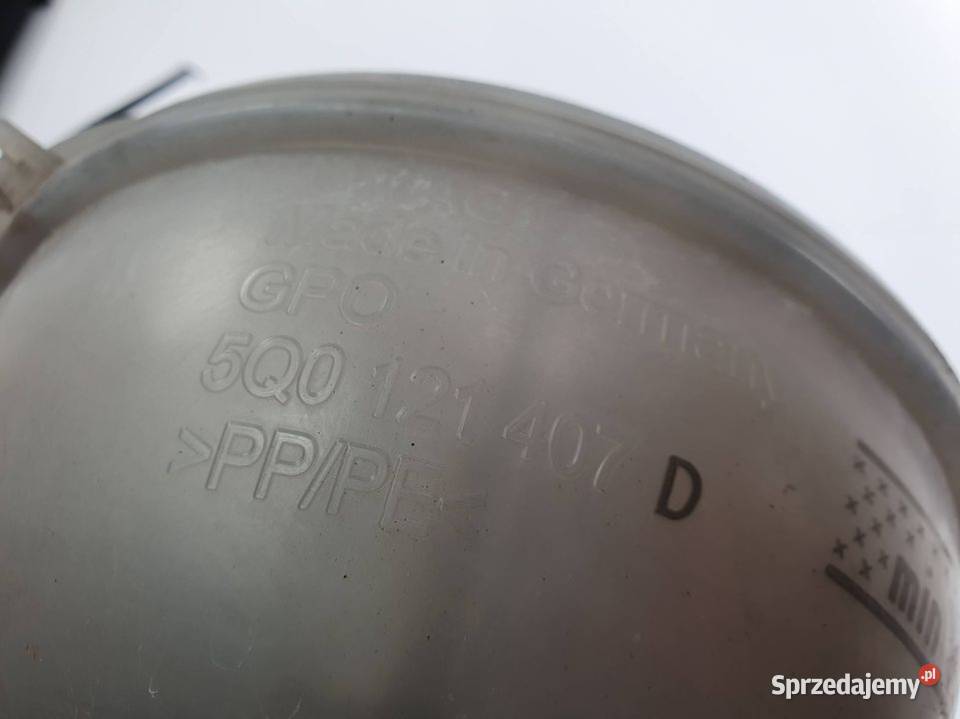 Made in Germany
GPO
5Q0 121 407 D
>PP/PE<
min
Sprzedajemy.pl